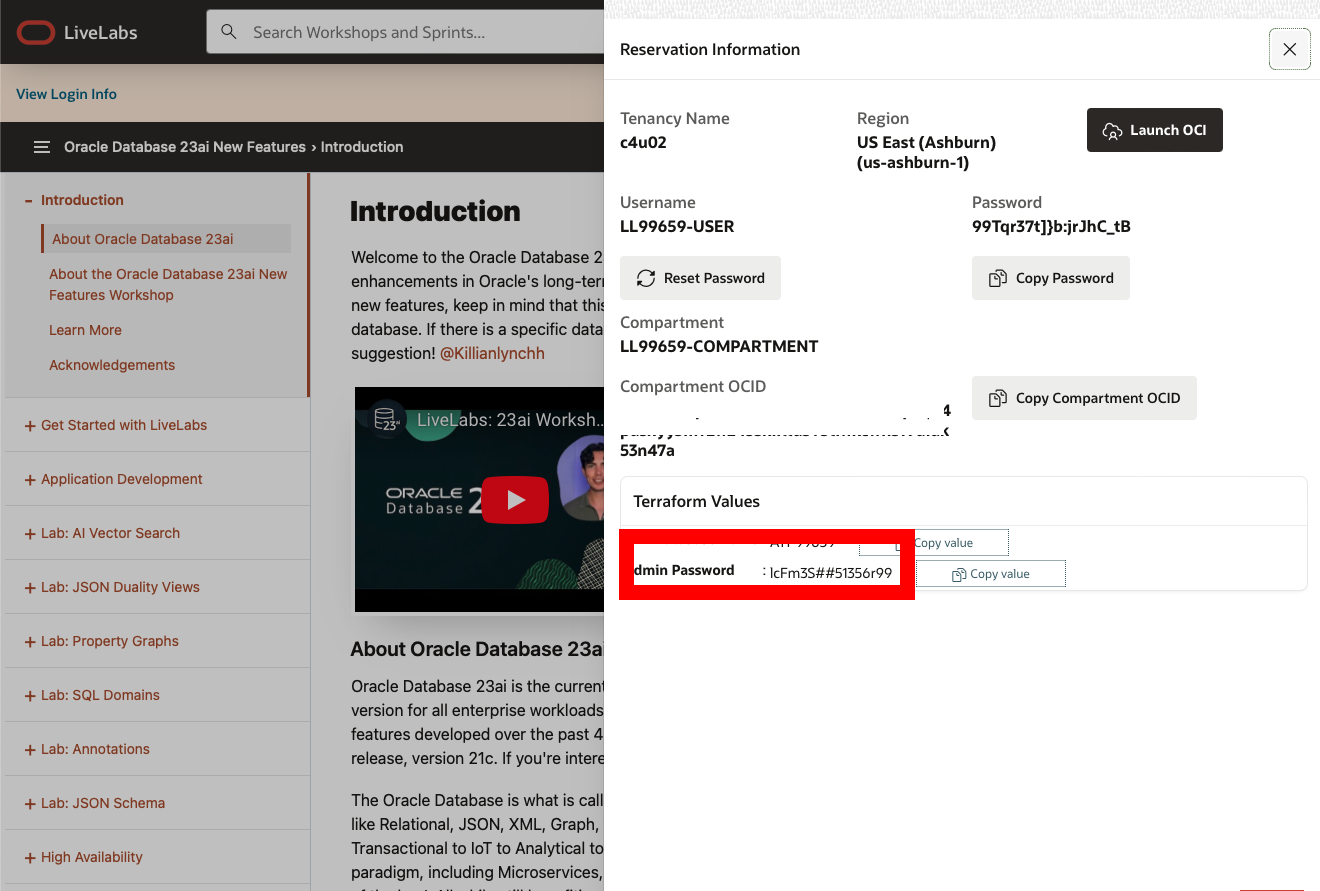 LiveLabs
Search Workshops and Sprints...
View Login Info
Oracle Database 23ai New Features › Introduction
Introduction
About Oracle Database 23ai
About the Oracle Database 23ai New
Features Workshop
Learn More
Acknowledgements
Get Started with LiveLabs
Application Development
Lab: AI Vector Search
Lab: JSON Duality Views
Lab: Property Graphs
Lab: SQL Domains
Lab: Annotations
Lab: JSON Schema
High Availability
Introduction
Welcome to the Oracle Database 2
enhancements in Oracle's long-ter
new features, keep in mind that this
database. If there is a specific data
suggestion! @Killianlynchh
23ai
LiveLabs: 23ai Worksh...
ORACLE 2
Database
About Oracle Database 23a
Oracle Database 23ai is the current
version for all enterprise workloads
features developed over the past 4
release, version 21c. If you're intere
The Oracle Database is what is call
like Relational, JSON, XML, Graph,
Transactional to IoT to Analytical to
paradigm, including Microservices,
Reservation Information
Tenancy Name
c4u02
Region
US East (Ashburn)
(us-ashburn-1)
Launch OCI
Username
LL99659-USER
Password
99Tqr37t]}b:jrJhC_tB
Reset Password
Copy Password
Compartment
LL99659-COMPARTMENT
Compartment OCID
4
53n47a
Copy Compartment OCID
Terraform Values
Copy value
dmin Password : lcFm3S##51356r99
Copy value